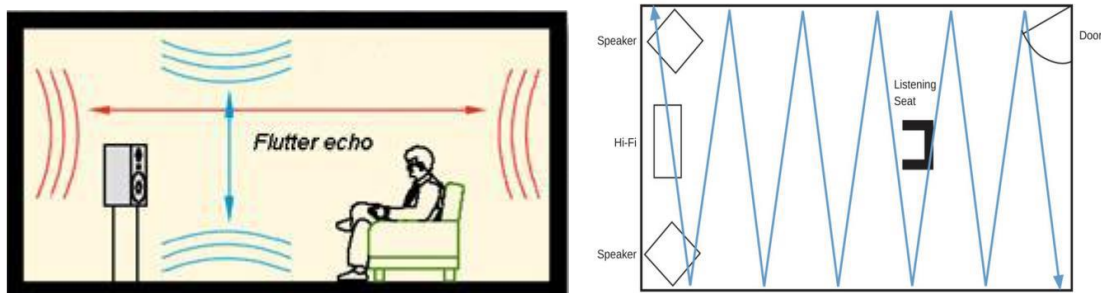 Flutter echo
Speaker
Door
Listening
Seat
Hi-Fi
Speaker